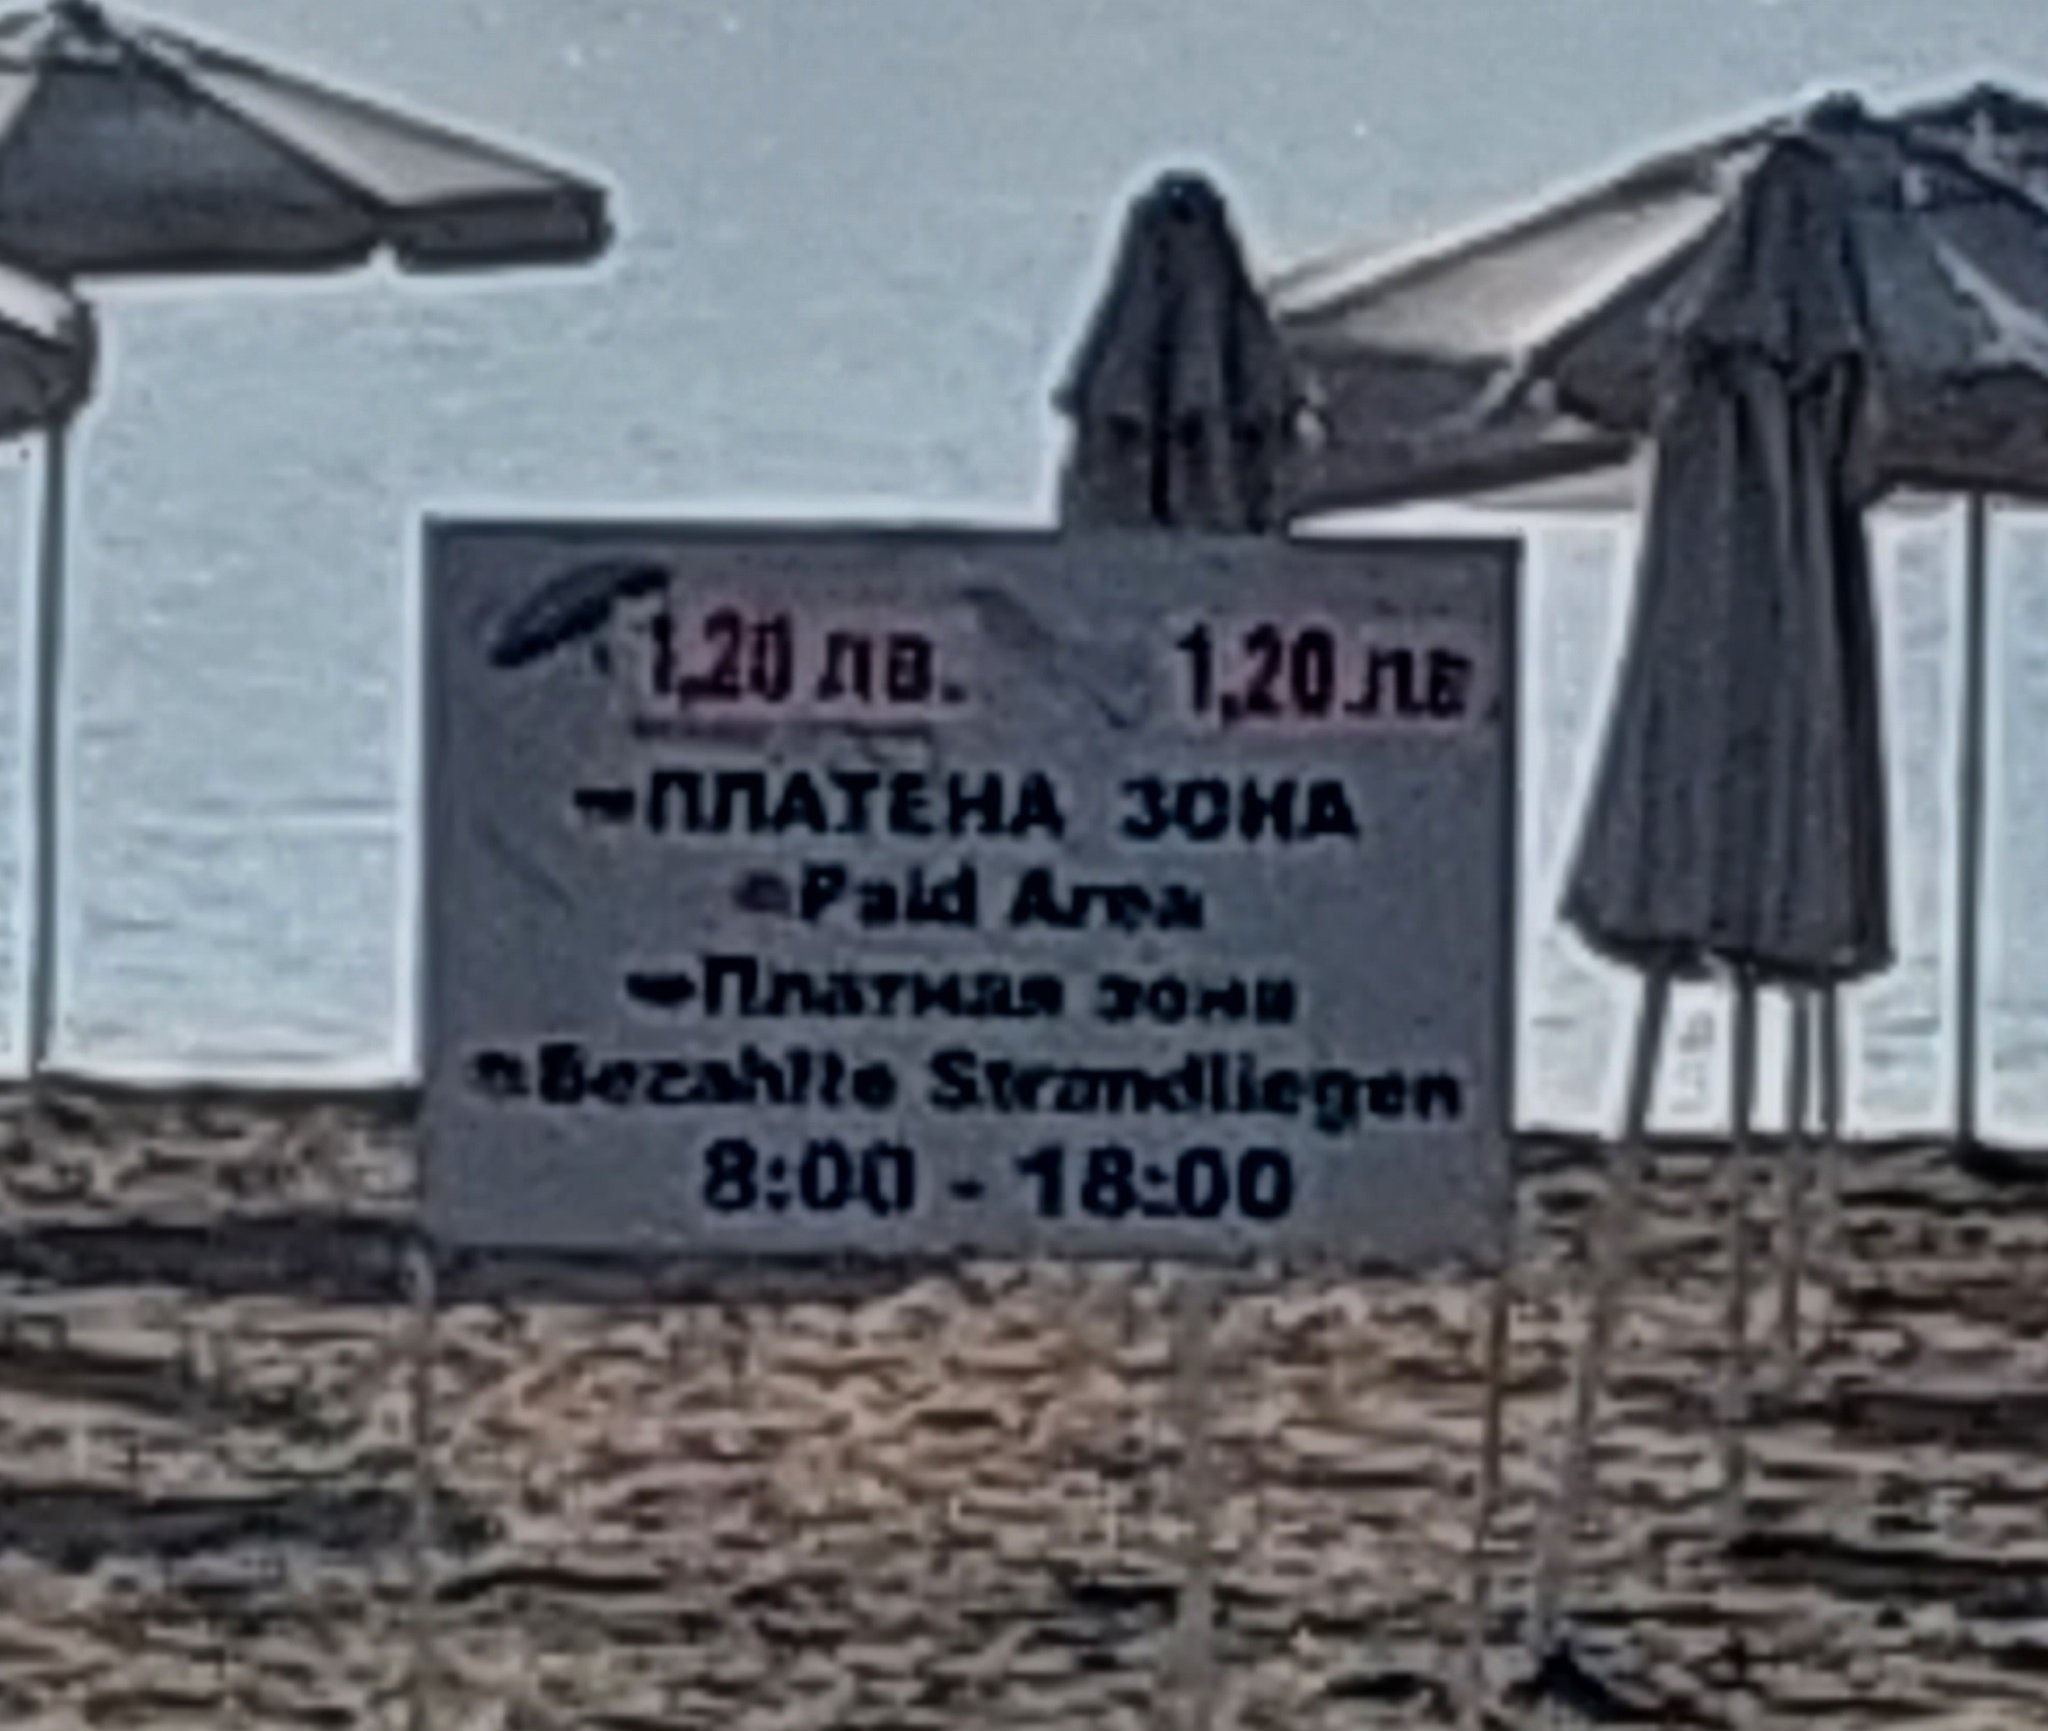 1,20 лв. 1,20 лв.
ПЛАТЕНА ЗОНА
Paid Area
Платная зона
Bezahlte Strandliegen
8:00 - 18:00